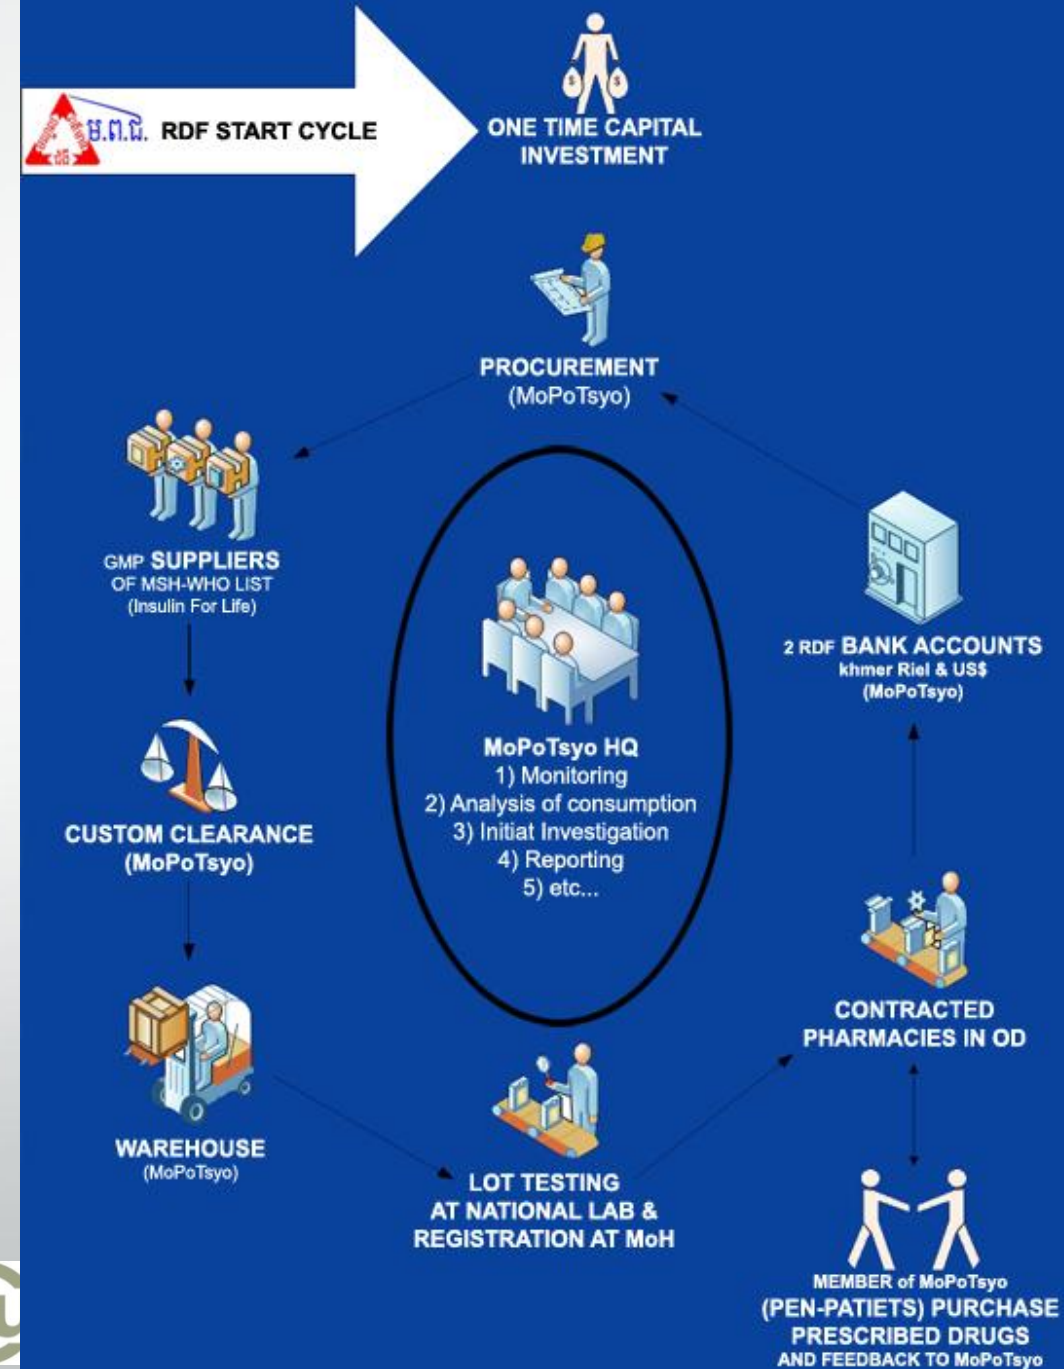 ម.ព.ជ. RDF START CYCLE
ONE TIME CAPITAL
INVESTMENT
PROCUREMENT
(MoPoTsyo)
GMP SUPPLIERS
OF MSH-WHO LIST
(Insulin For Life)
2 RDF BANK ACCOUNTS
khmer Riel & US$
(MoPoTsyo)
MoPoTsyo HQ
1) Monitoring
2) Analysis of consumption
3) Initiat Investigation
4) Reporting
5) etc...
CUSTOM CLEARANCE
(MoPoTsyo)
CONTRACTED
PHARMACIES IN OD
WAREHOUSE
(MoPoTsyo)
LOT TESTING
AT NATIONAL LAB &
REGISTRATION AT MoH
MEMBER of MoPoTsyo
(PEN-PATIETS) PURCHASE
PRESCRIBED DRUGS
AND FEEDBACK TO MoPoTsyo